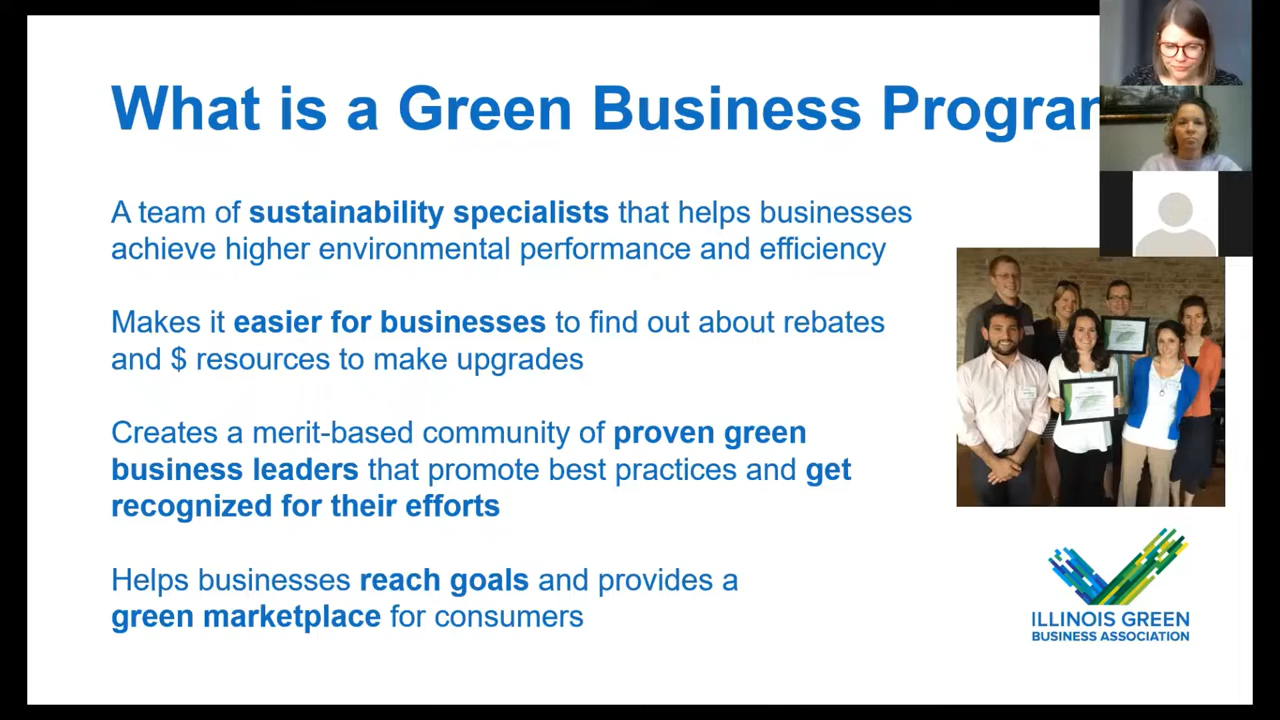 What is a Green Business Progra
A team of sustainability specialists that helps businesses
achieve higher environmental performance and efficiency
Makes it easier for businesses to find out about rebates
and $ resources to make upgrades
Creates a merit-based community of proven green
business leaders that promote best practices and get
recognized for their efforts
Helps businesses reach goals and provides a
green marketplace for consumers
ILLINOIS GREEN
BUSINESS ASSOCIATION